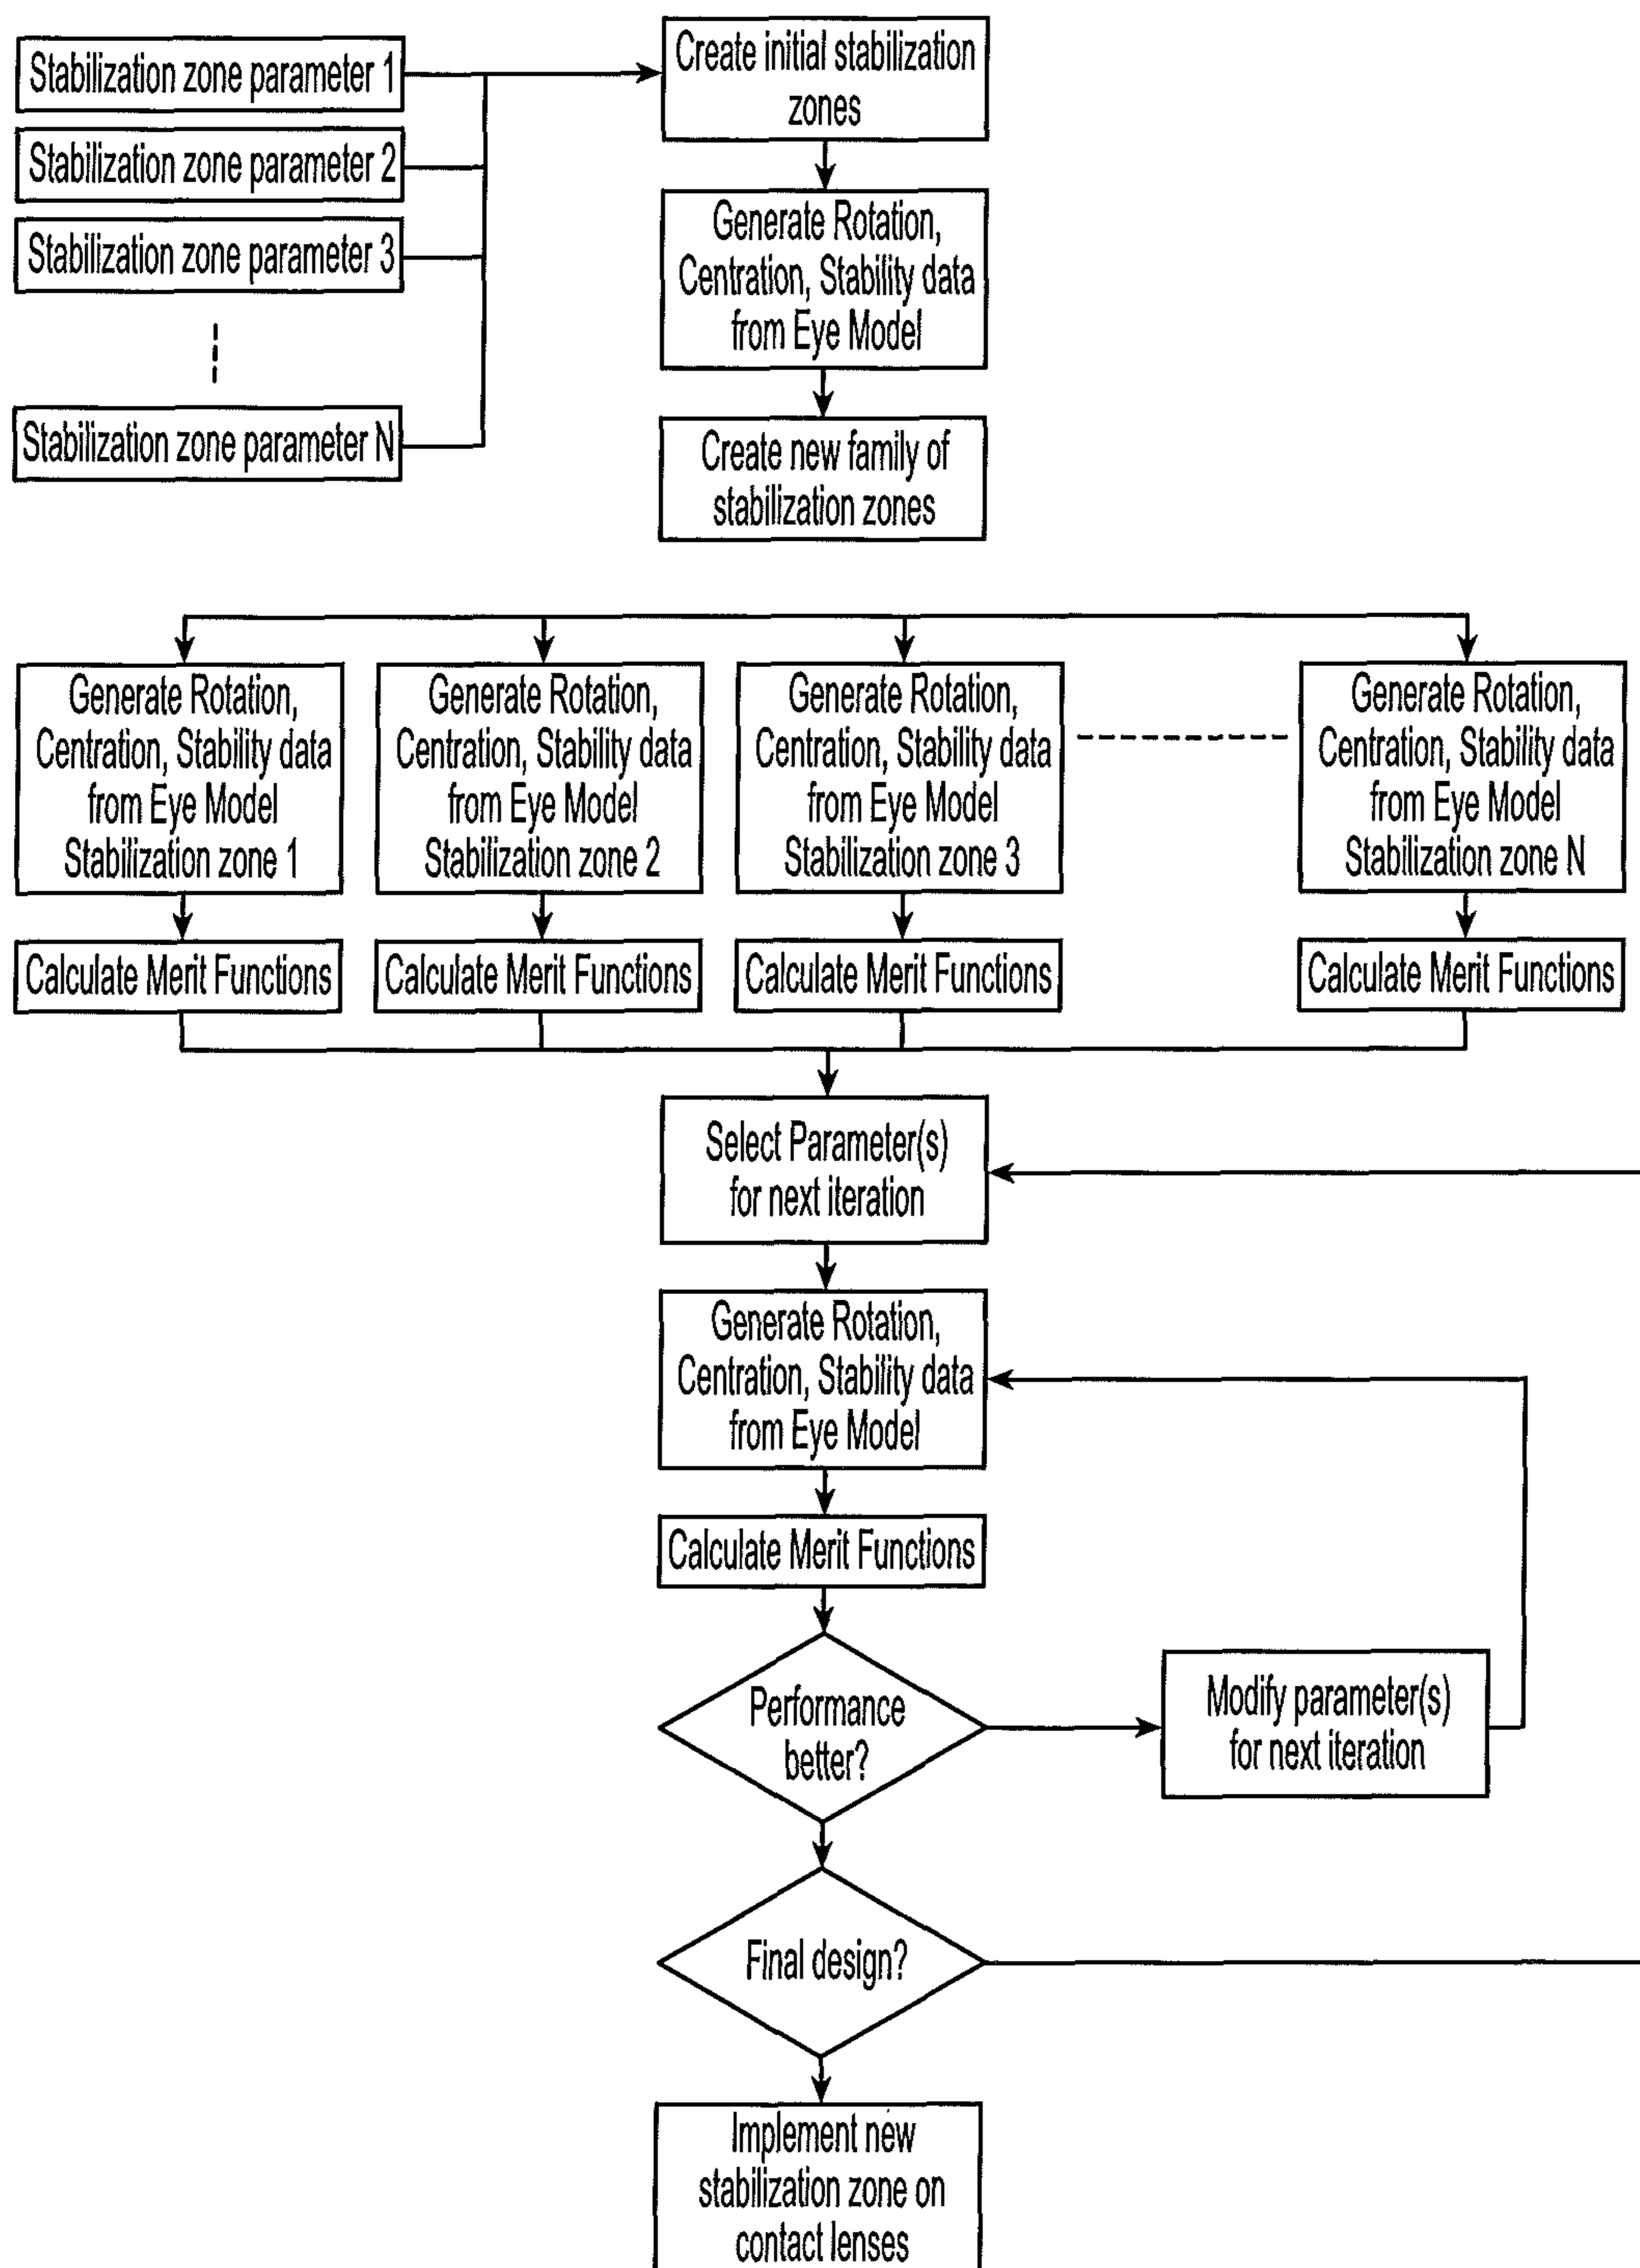 Stabilization zone parameter 1
Stabilization zone parameter 2
Stabilization zone parameter 3
Stabilization zone parameter N
Create initial stabilization
zones
Generate Rotation,
Centration, Stability data
from Eye Model
Create new family of
stabilization zones
Generate Rotation,
Centration, Stability data
from Eye Model
Stabilization zone 1
Generate Rotation,
Centration, Stability data
from Eye Model
Stabilization zone 2
Generate Rotation,
Centration, Stability data
from Eye Model
Stabilization zone 3
Generate Rotation,
Centration, Stability data
from Eye Model
Stabilization zone N
Calculate Merit Functions
Calculate Merit Functions
Calculate Merit Functions
Calculate Merit Functions
Select Parameter(s)
for next iteration
Generate Rotation,
Centration, Stability data
from Eye Model
Calculate Merit Functions
Performance
better?
Modify parameter(s)
for next iteration
Final design?
Implement new
stabilization zone on
contact lenses